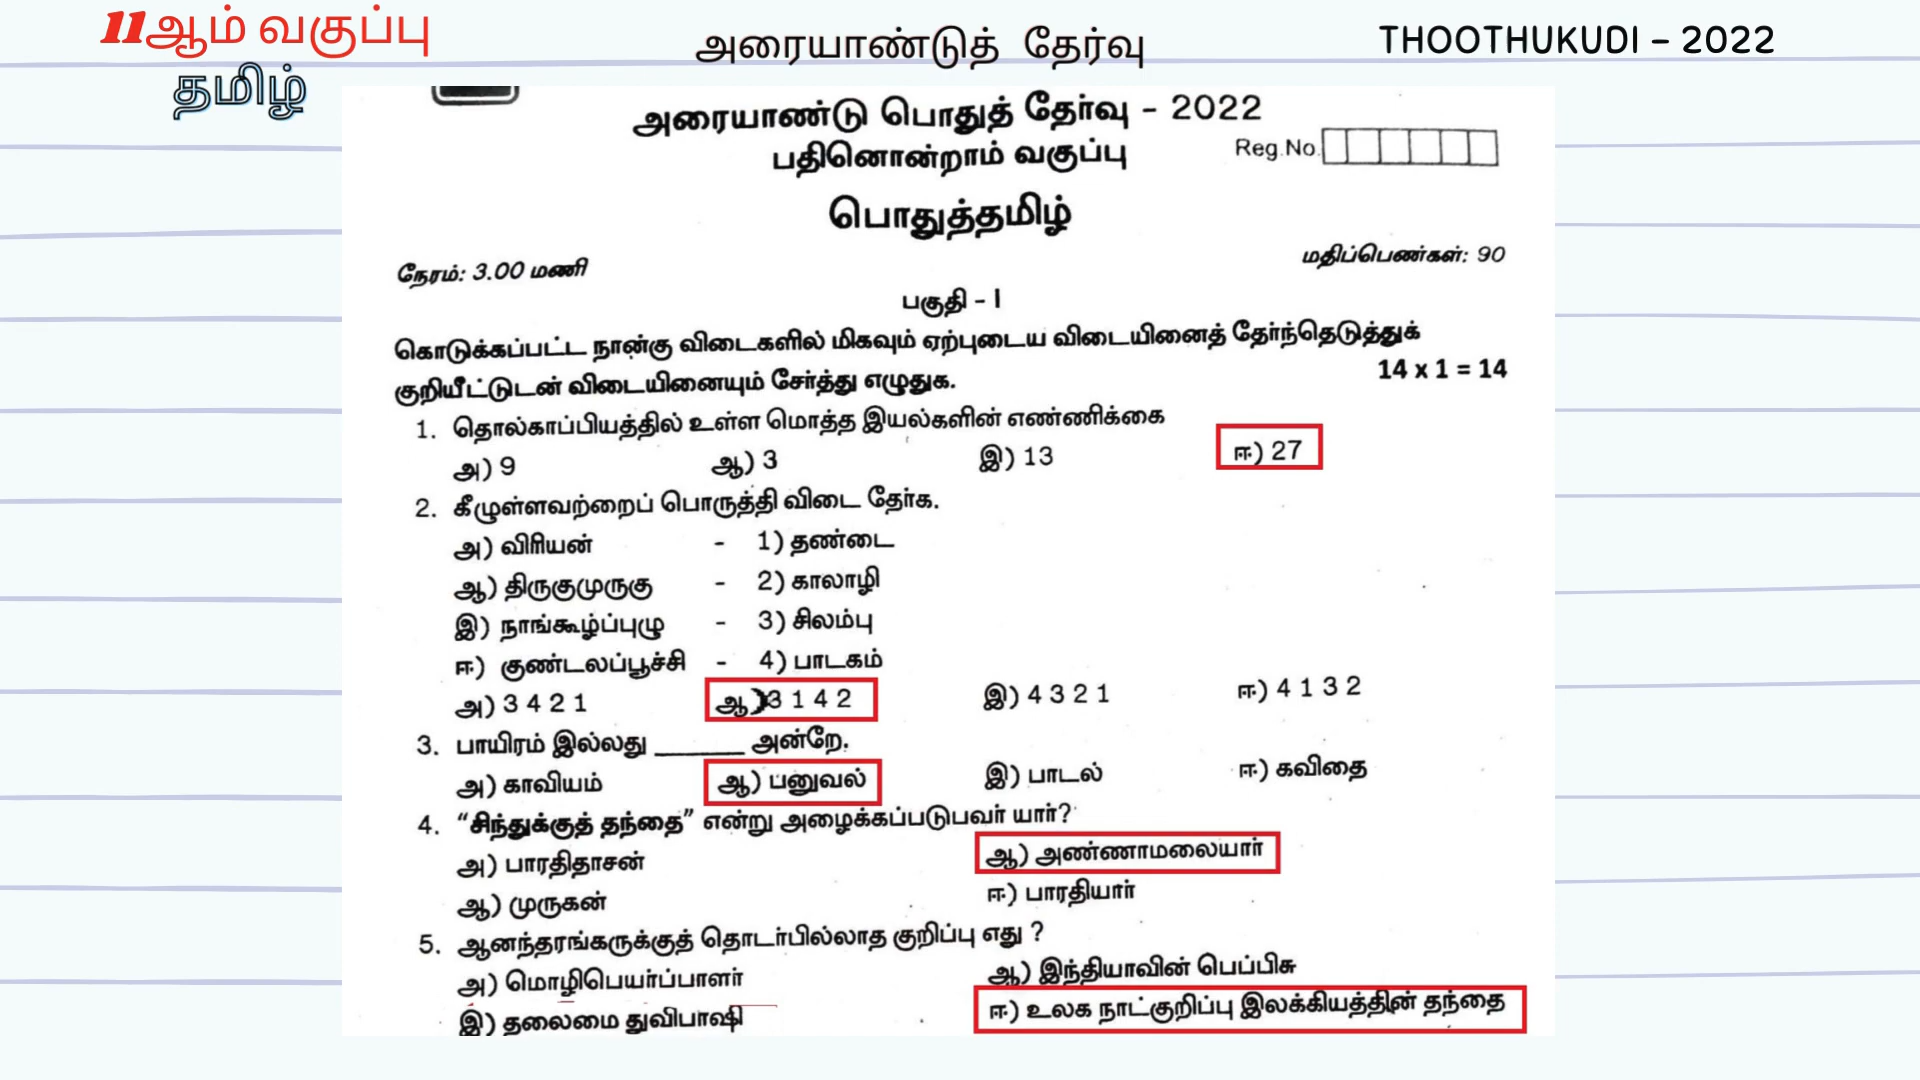 11ஆம் வகுப்பு
தமிழ்
அரையாண்டுத் தேர்வு
THOOTHUKUDI – 2022
அரையாண்டு பொதுத் தேர்வு - 2022
பதினொன்றாம் வகுப்பு
Reg.No.
பொதுத்தமிழ்
நேரம்: 3.00 மணி
மதிப்பெண்கள்: 90
பகுதி - I
கொடுக்கப்பட்ட நான்கு விடைகளில் மிகவும் ஏற்புடைய விடையினைத் தேர்ந்தெடுத்துக்
குறியீட்டுடன் விடையினையும் சேர்த்து எழுதுக. 14 x 1 = 14
1. தொல்காப்பியத்தில் உள்ள மொத்த இயல்களின் எண்ணிக்கை
அ) 9 ஆ) 3 இ) 13 ஈ) 27
2. கீழுள்ளவற்றைப் பொருத்தி விடை தேர்க.
அ) விரியன் - 1) தண்டை
ஆ) திருகுமுருகு - 2) காலாழி
இ) நாங்கூழ்ப்புழு - 3) சிலம்பு
ஈ) குண்டலப்பூச்சி - 4) பாடகம்
அ) 3 4 2 1 ஆ) 3 1 4 2 இ) 4 3 2 1 ஈ) 4 1 3 2
3. பாயிரம் இல்லது ______ அன்றே.
அ) காவியம் ஆ) பனுவல் இ) பாடல் ஈ) கவிதை
4. “சிந்துக்குத் தந்தை” என்று அழைக்கப்படுபவர் யார்?
அ) பாரதிதாசன் ஆ) அண்ணாமலையார்
ஆ) முருகன் ஈ) பாரதியார்
5. ஆனந்தரங்கருக்குத் தொடர்பில்லாத குறிப்பு எது ?
அ) மொழிபெயர்ப்பாளர் ஆ) இந்தியாவின் பெப்பிசு
இ) தலைமை துவிபாஷி ஈ) உலக நாட்குறிப்பு இலக்கியத்தின் தந்தை